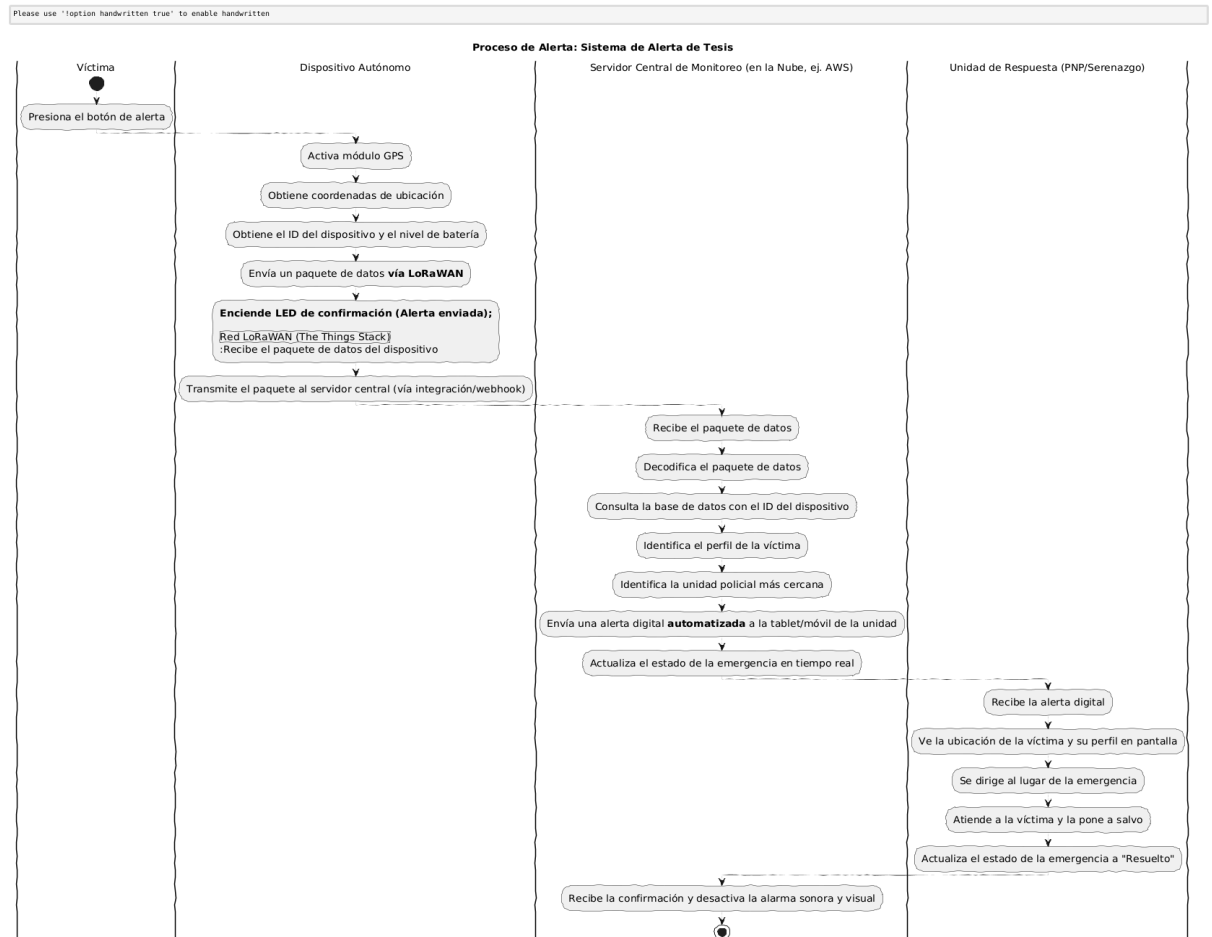 Please use '!option handwritten true' to enable handwritten
Proceso de Alerta: Sistema de Alerta de Tesis
Víctima
Dispositivo Autónomo
Servidor Central de Monitoreo (en la Nube, ej. AWS)
Unidad de Respuesta (PNP/Serenazgo)
Presiona el botón de alerta
Activa módulo GPS
Obtiene coordenadas de ubicación
Obtiene el ID del dispositivo y el nivel de batería
Envía un paquete de datos vía LoRaWAN
Enciende LED de confirmación (Alerta enviada);
Red LoRaWAN (The Things Stack)
:Recibe el paquete de datos del dispositivo
Transmite el paquete al servidor central (vía integración/webhook)
Recibe el paquete de datos
Decodifica el paquete de datos
Consulta la base de datos con el ID del dispositivo
Identifica el perfil de la víctima
Identifica la unidad policial más cercana
Envía una alerta digital automatizada a la tablet/móvil de la unidad
Actualiza el estado de la emergencia en tiempo real
Recibe la alerta digital
Ve la ubicación de la víctima y su perfil en pantalla
Se dirige al lugar de la emergencia
Atiende a la víctima y la pone a salvo
Actualiza el estado de la emergencia a "Resuelto"
Recibe la confirmación y desactiva la alarma sonora y visual